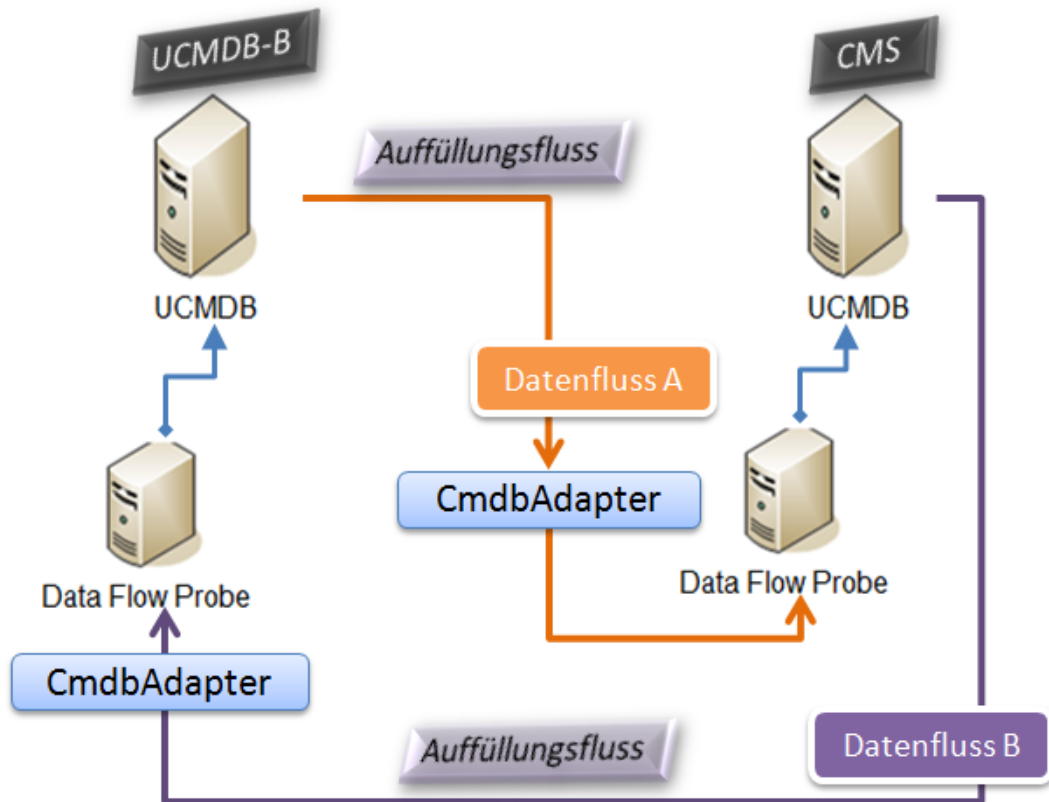 UCMDB-B
CMS
Auffüllungsfluss
UCMDB
UCMDB
Datenfluss A
CmdbAdapter
Data Flow Probe
Data Flow Probe
CmdbAdapter
Datenfluss B
Auffüllungsfluss